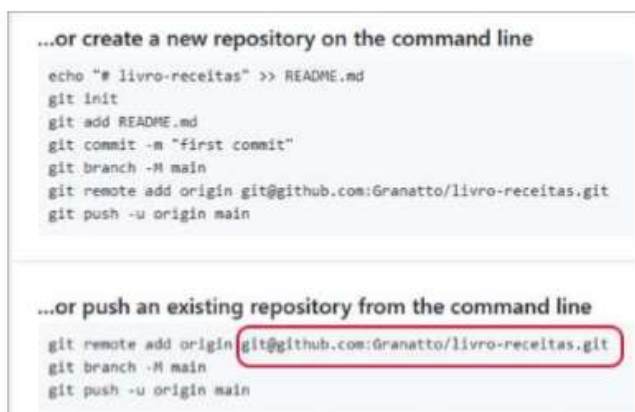 ...or create a new repository on the command line
echo "# livro-receitas" >> README.md
git init
git add README.md
git commit -m "first commit"
git branch -M main
git remote add origin git@github.com:Granatto/livro-receitas.git
git push -u origin main
...or push an existing repository from the command line
git remote add origin git@github.com:Granatto/livro-receitas.git
git branch -M main
git push -u origin main